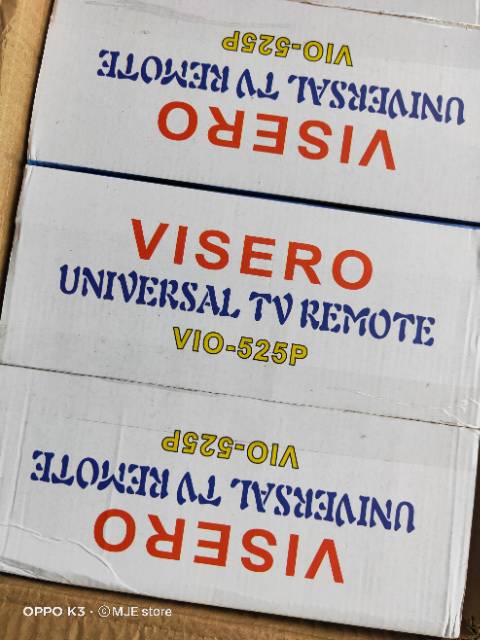 VIO-525P
UNIVERSAL TV REMOTE
VISERO
VISERO
UNIVERSAL TV REMOTE
VIO-525P
VIO-525P
UNIVERSAL TV REMOTE
VISERO
OPPO K3 · ©MJE store